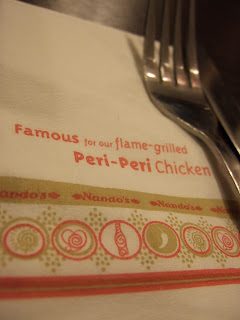 Famous for our flame-grilled
Peri-Peri Chicken
Nando's Nando's Nando's Nando's